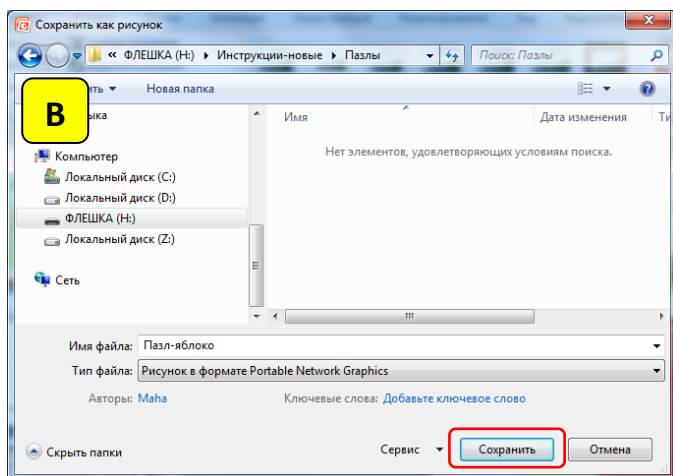 Сохранить как рисунок
« ФЛЕШКА (H:) ▸ Инструкции-новые ▸ Пазлы
Поиск: Пазлы
Новая папка
В
Имя
Дата изменения
Компьютер
Нет элементов, удовлетворяющих условиям поиска.
Локальный диск (C:)
Локальный диск (D:)
ФЛЕШКА (H:)
Локальный диск (Z:)
Сеть
Имя файла: Пазл-яблоко
Тип файла: Рисунок в формате Portable Network Graphics
Авторы: Maha
Ключевые слова: Добавьте ключевое слово
Скрыть папки
Сервис
Сохранить
Отмена